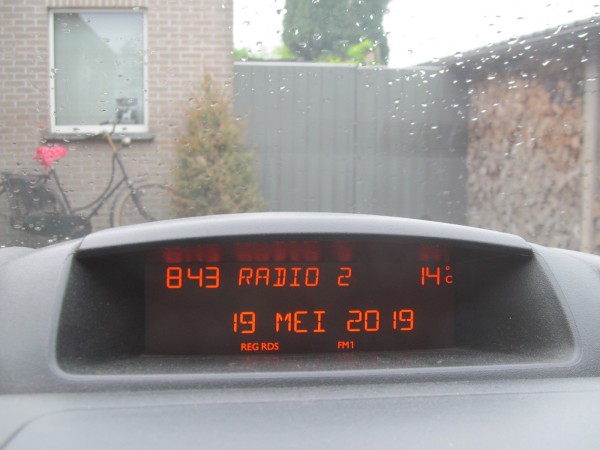 843 RADIO 2 14°C
19 MEI 2019
REG RDS FM1